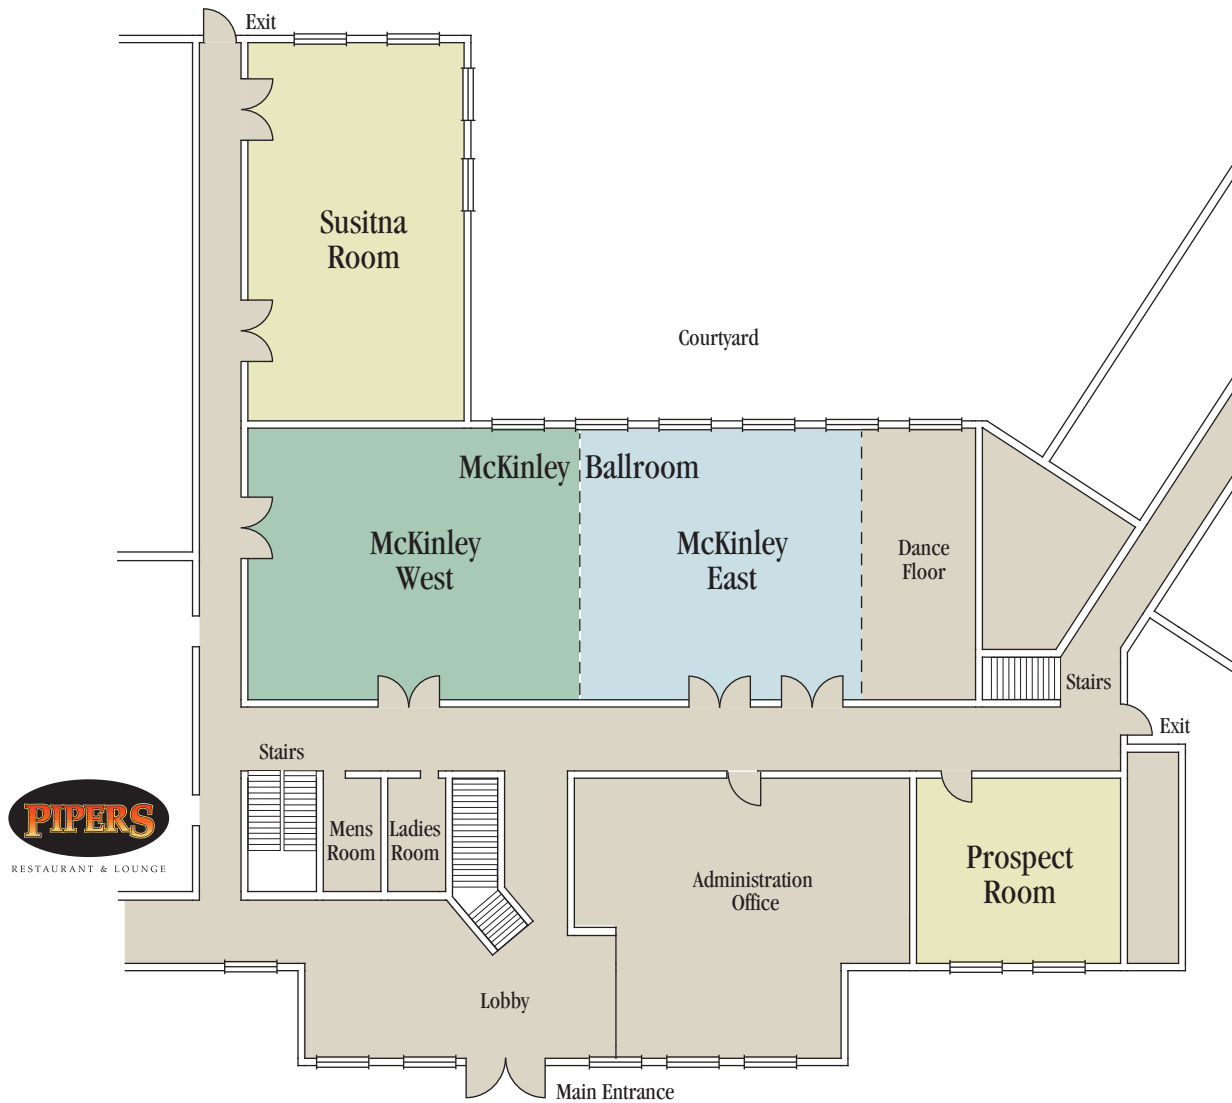 Exit
Susitna
Room
Courtyard
McKinley Ballroom
McKinley
West
McKinley
East
Dance
Floor
Stairs
Exit
Stairs
PIPERS
RESTAURANT & LOUNGE
Mens
Room
Ladies
Room
Administration
Office
Prospect
Room
Lobby
Main Entrance